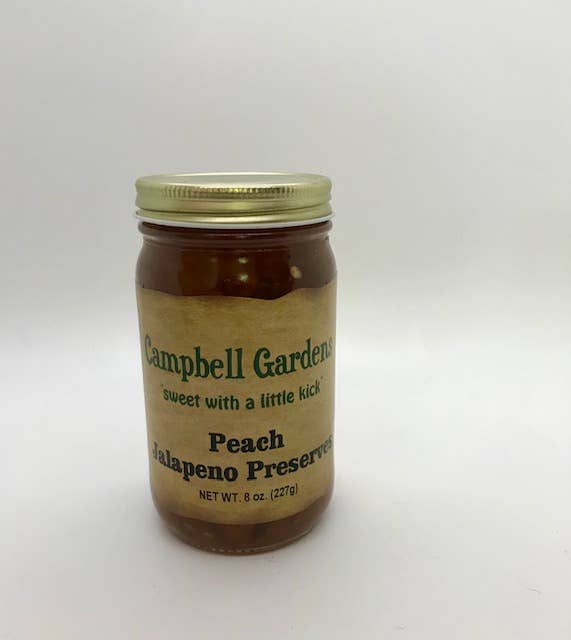 Campbell Gardens
"sweet with a little kick"
Peach
Jalapeno Preserves
NET WT. 8 oz. (227g)